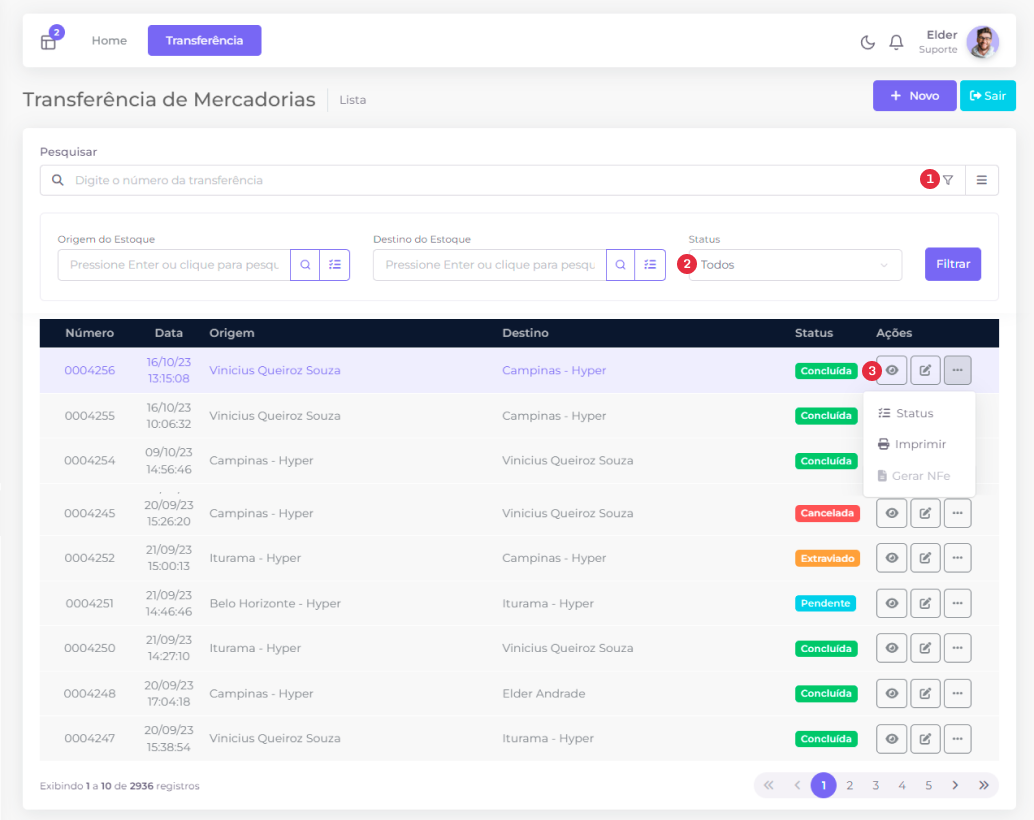 2
Home
Transferência
Elder
Suporte
Transferência de Mercadorias
Lista
+ Novo
Sair
Pesquisar
Digite o número da transferência
1
Origem do Estoque
Destino do Estoque
Status
Pressione Enter ou clique para pesqu
Pressione Enter ou clique para pesqu
2
Todos
Filtrar
Número Data Origem Destino Status Ações
0004256 16/10/23 13:15:08 Vinicius Queiroz Souza Campinas - Hyper Concluída 3
0004255 16/10/23 10:06:32 Vinicius Queiroz Souza Campinas - Hyper Concluída
Status
Imprimir
Gerar NFe
0004254 09/10/23 14:56:46 Campinas - Hyper Vinicius Queiroz Souza Concluída
0004245 20/09/23 15:26:20 Campinas - Hyper Vinicius Queiroz Souza Cancelada
0004252 21/09/23 15:00:13 Iturama - Hyper Campinas - Hyper Extraviado
0004251 21/09/23 14:46:46 Belo Horizonte - Hyper Iturama - Hyper Pendente
0004250 21/09/23 14:27:10 Iturama - Hyper Vinicius Queiroz Souza Concluída
0004248 20/09/23 17:04:18 Campinas - Hyper Elder Andrade Concluída
0004247 20/09/23 15:38:54 Vinicius Queiroz Souza Iturama - Hyper Concluída
Exibindo 1 a 10 de 2936 registros
« ‹ 1 2 3 4 5 › »